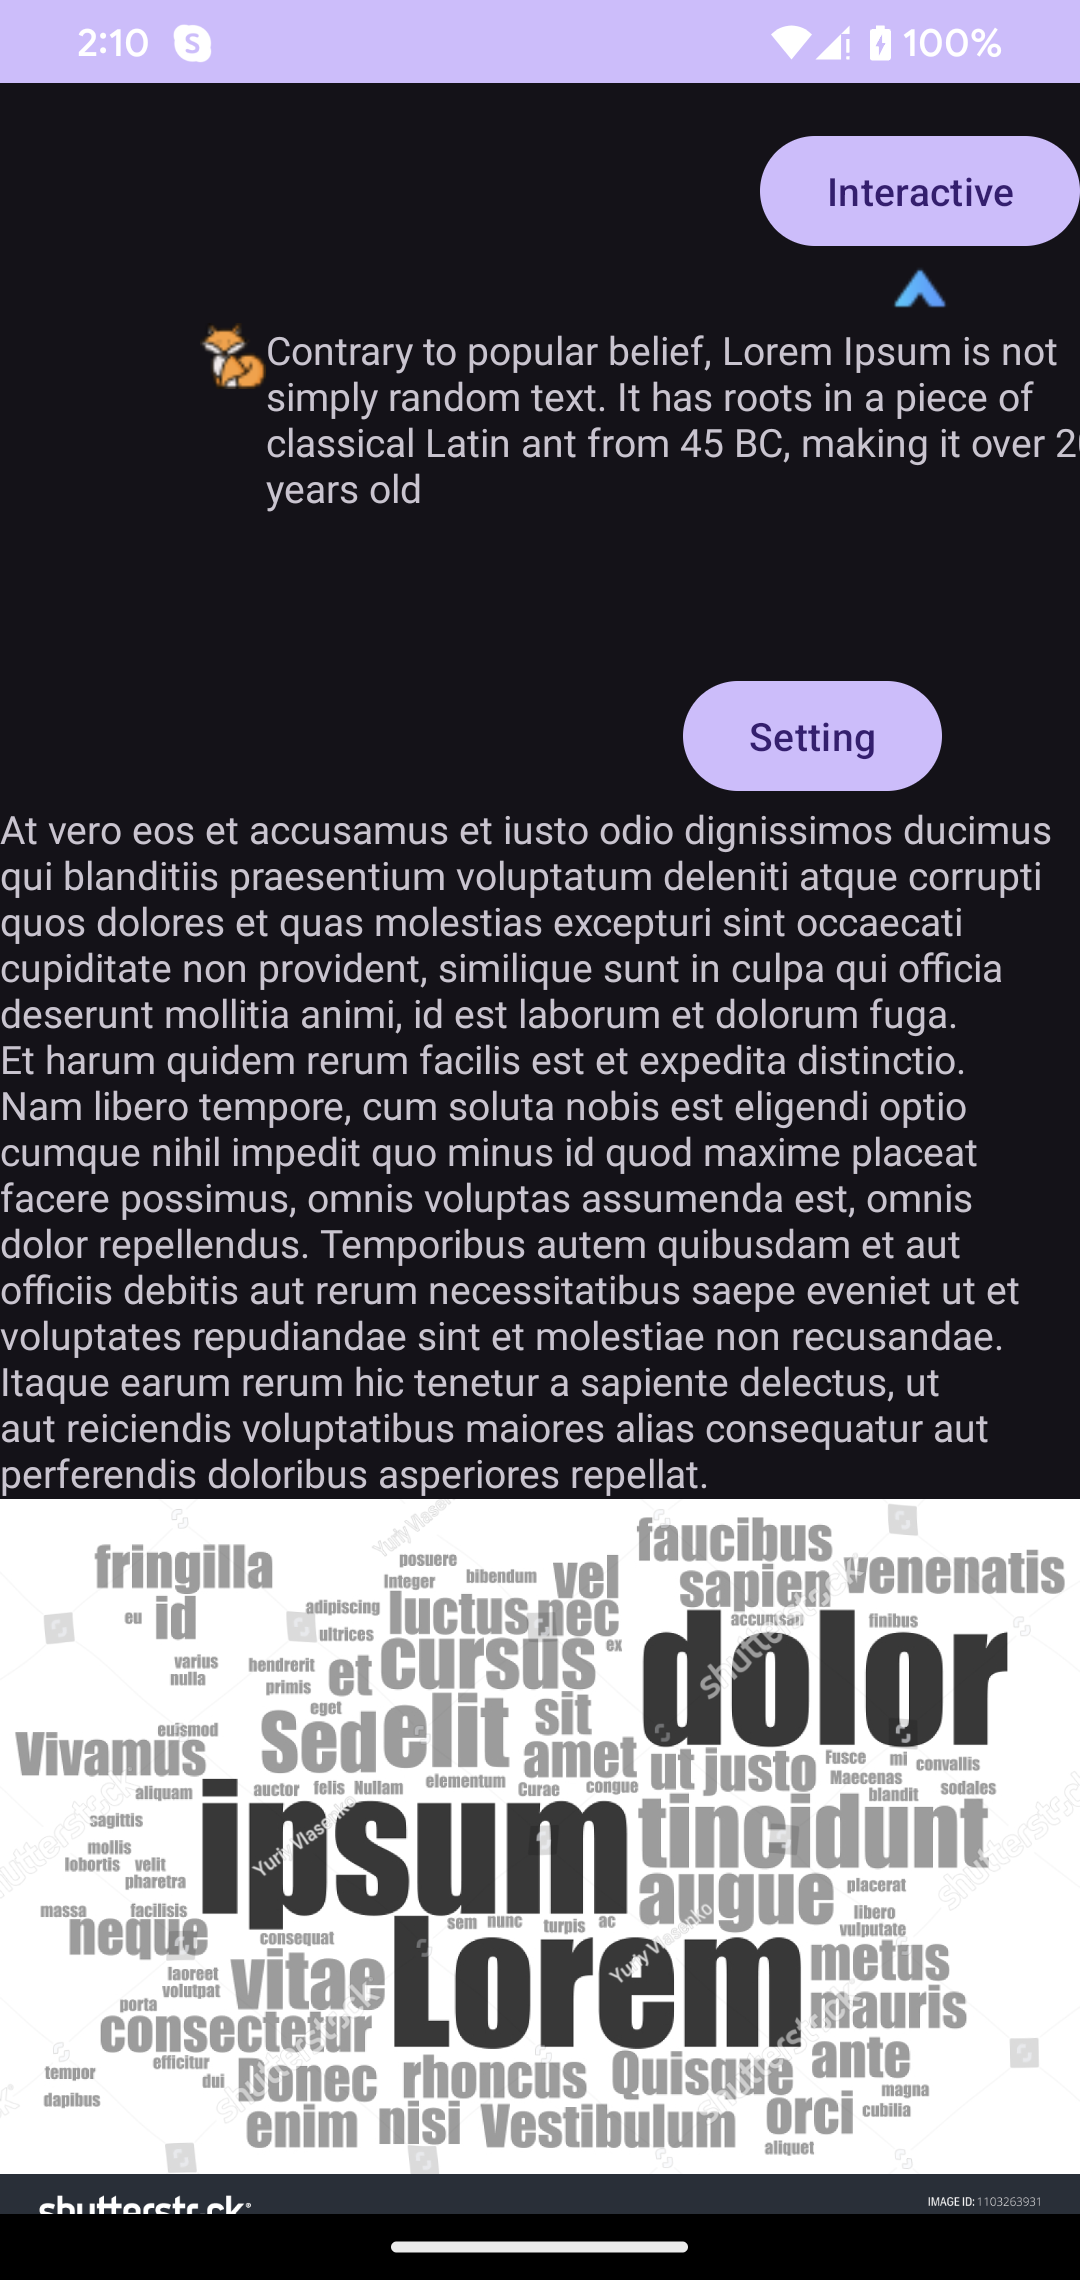 2:10
100%
Interactive
Contrary to popular belief, Lorem Ipsum is not
simply random text. It has roots in a piece of
classical Latin ant from 45 BC, making it over
years old
Setting
At vero eos et accusamus et iusto odio dignissimos ducimus
qui blanditiis praesentium voluptatum deleniti atque corrupti
quos dolores et quas molestias excepturi sint occaecati
cupiditate non provident, similique sunt in culpa qui officia
deserunt mollitia animi, id est laborum et dolorum fuga.
Et harum quidem rerum facilis est et expedita distinctio.
Nam libero tempore, cum soluta nobis est eligendi optio
cumque nihil impedit quo minus id quod maxime placeat
facere possimus, omnis voluptas assumenda est, omnis
dolor repellendus. Temporibus autem quibusdam et aut
officiis debitis aut rerum necessitatibus saepe eveniet ut et
voluptates repudiandae sint et molestiae non recusandae.
Itaque earum rerum hic tenetur a sapiente delectus, ut
aut reiciendis voluptatibus maiores alias consequatur aut
perferendis doloribus asperiores repellat.
faucibus
fringilla
posuere
venenatis
Integer
bibendum
vel
sapien
eu
id
adipiscing
luctus
nec
accumsan
finibus
ultrices
cursus
ex
dolor
varius
hendrerit
et
nulla
primis
eget
Sed
elit
sit
euismod
Vivamus
amet
ut
justo
Fusce
mi
convallis
aliquam
auctor
felis
Nullam
elementum
Curae
congue
Maecenas
blandit
sodales
sagittis
ipsum
tincidunt
mollis
lobortis
velit
pharetra
augue
placerat
massa
facilisis
neque
sem
nunc
turpis
ac
libero
vulputate
consequat
Lorem
metus
laoreet
volutpat
vitae
porta
mauris
consectetur
efficitur
tempor
dui
Donec
rhoncus
Quisque
ante
dapibus
magna
enim
nisi
Vestibulum
orci
cubilia
aliquet
Yuriy Vlasenko
Yuriy Vlasenko
shutterstock
shutterstock
shutterstock
shutterstock
shutterstock
shutterstock
IMAGE ID: 1103263931